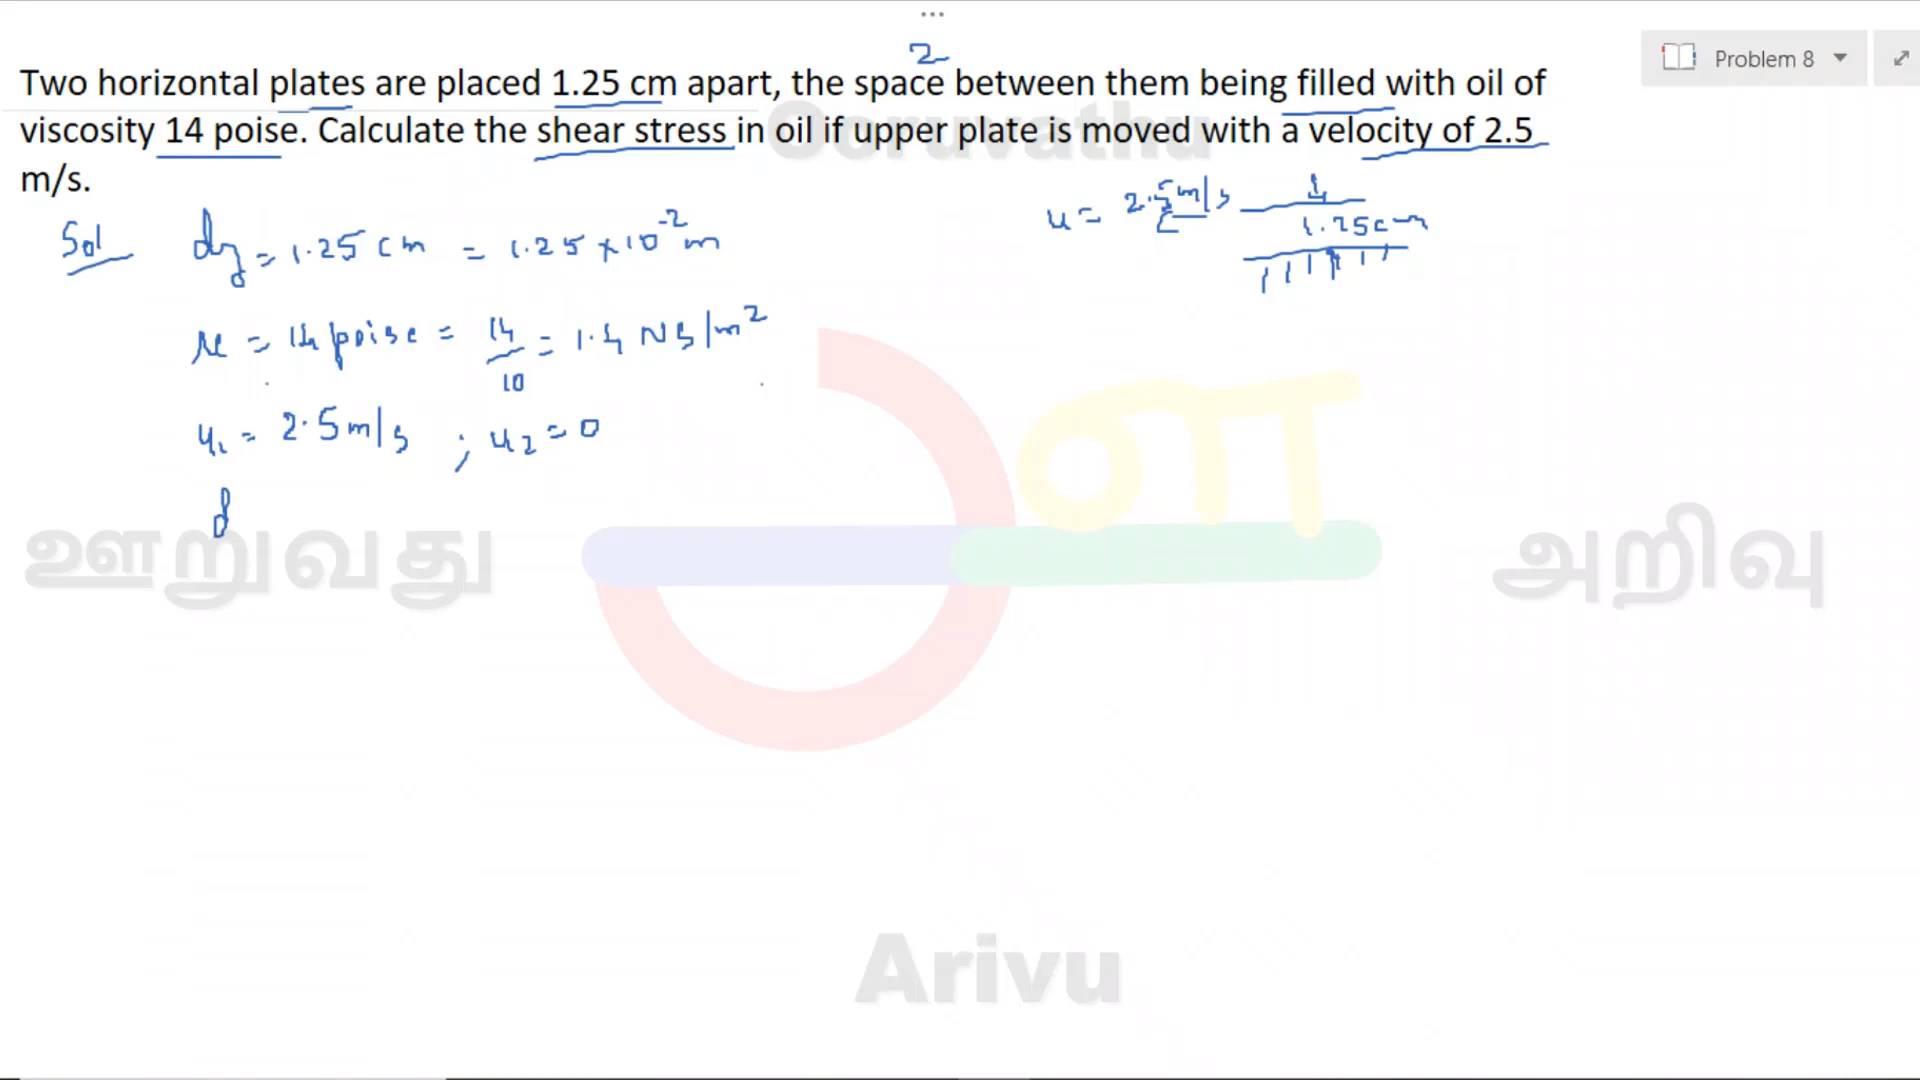 ...
2
Two horizontal plates are placed 1.25 cm apart, the space between them being filled with oil of
Problem 8
viscosity 14 poise. Calculate the shear stress in oil if upper plate is moved with a velocity of 2.5
Ooruvathu
m/s.
Sol dy = 1.25 cm = 1.25 × 10⁻² m
u = 2.5 m/s
1.25 cm
μ = 14 poise = 14/10 = 1.4 NS/m²
u₁ = 2.5 m/s ; u₂ = 0
d
ஊறுவது அறிவு
Arivu